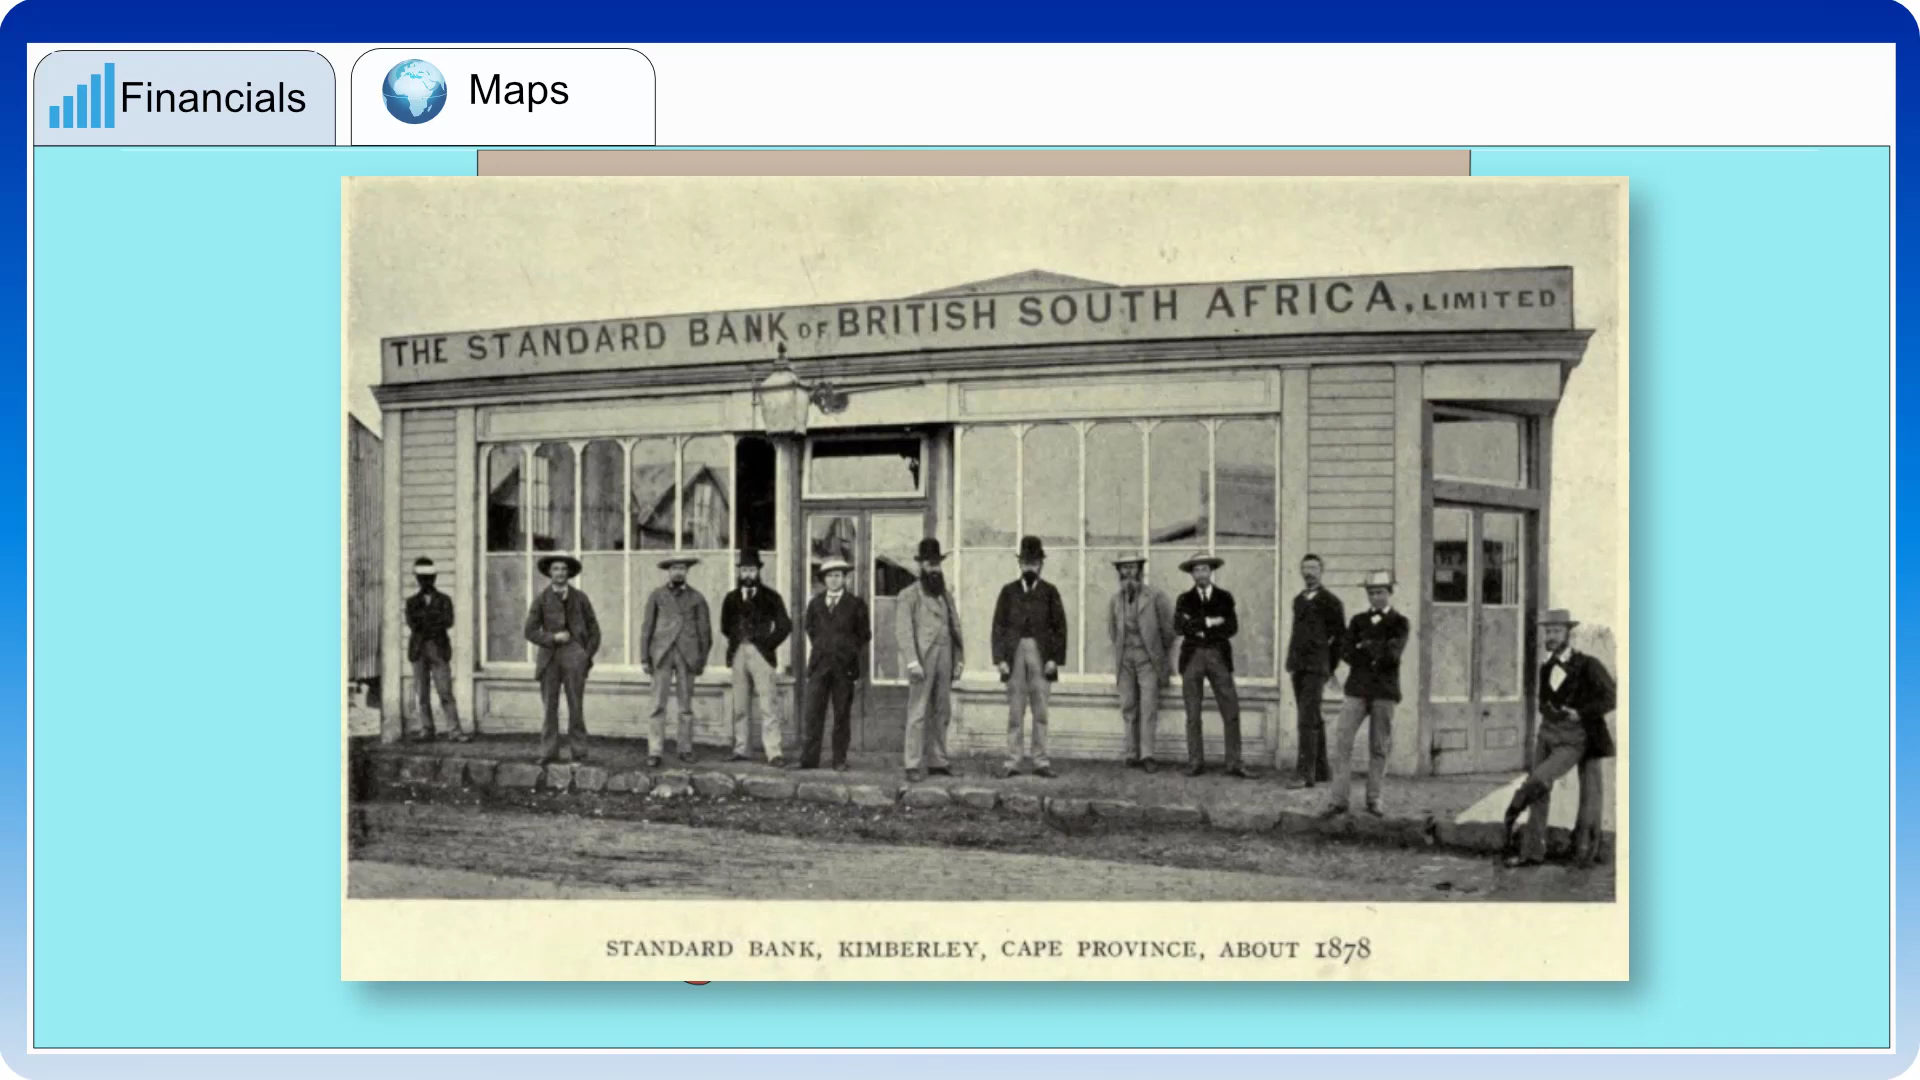 Financials
Maps
THE STANDARD BANK OF BRITISH SOUTH AFRICA, LIMITED
STANDARD BANK, KIMBERLEY, CAPE PROVINCE, ABOUT 1878